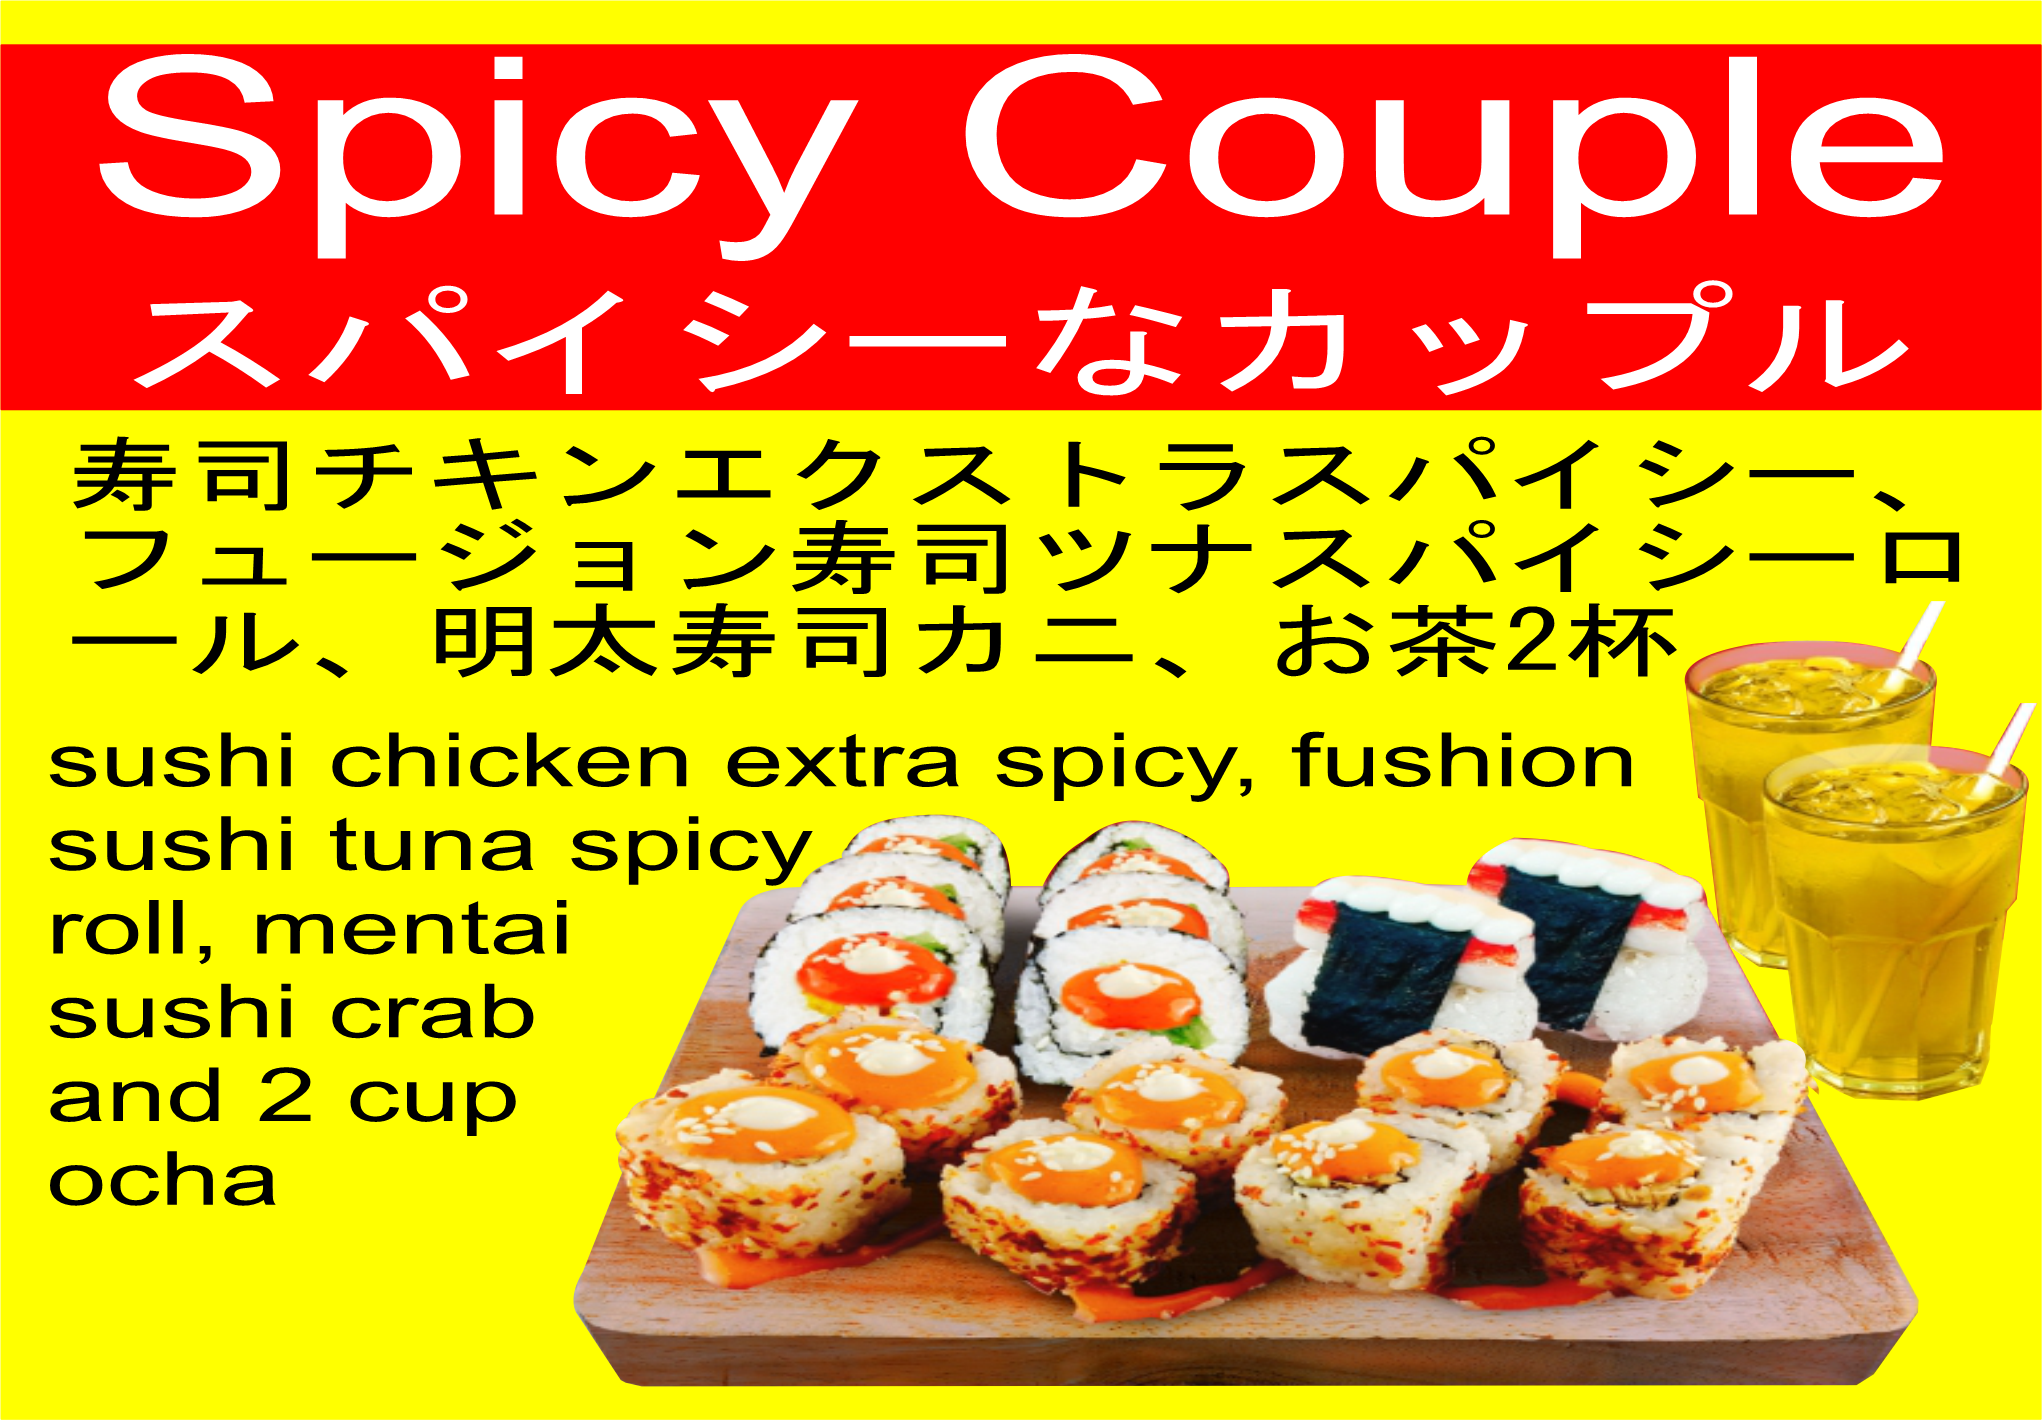 Spicy Couple
スパイシーなカップル
寿司チキンエクストラスパイシー、
フュージョン寿司ツナスパイシーロ
ール、明太寿司カニ、お茶2杯
sushi chicken extra spicy, fushion
sushi tuna spicy
roll, mentai
sushi crab
and 2 cup
ocha